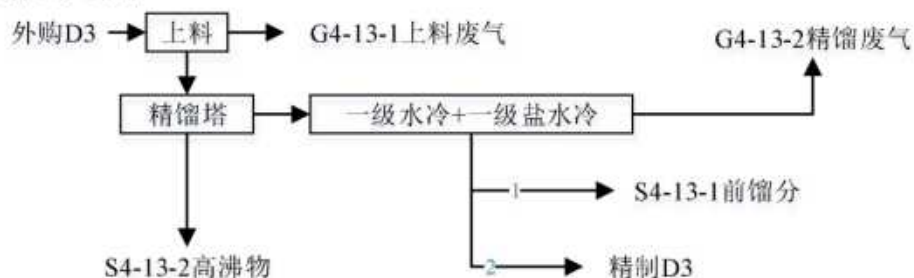 外购D3
上料
G4-13-1上料废气
G4-13-2精馏废气
精馏塔
一级水冷+一级盐水冷
1
S4-13-1前馏分
S4-13-2高沸物
2
精制D3